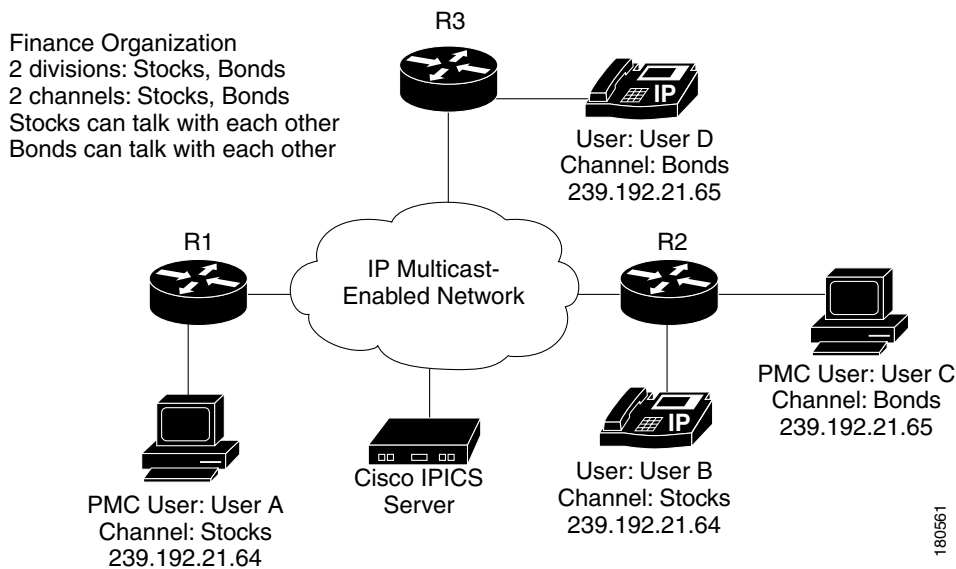 Finance Organization
2 divisions: Stocks, Bonds
2 channels: Stocks, Bonds
Stocks can talk with each other
Bonds can talk with each other
R3
IP
User: User D
Channel: Bonds
239.192.21.65
R1
IP Multicast-
Enabled Network
R2
PMC User: User C
Channel: Bonds
239.192.21.65
IP
User: User B
Channel: Stocks
239.192.21.64
Cisco IPICS
Server
PMC User: User A
Channel: Stocks
239.192.21.64
180561